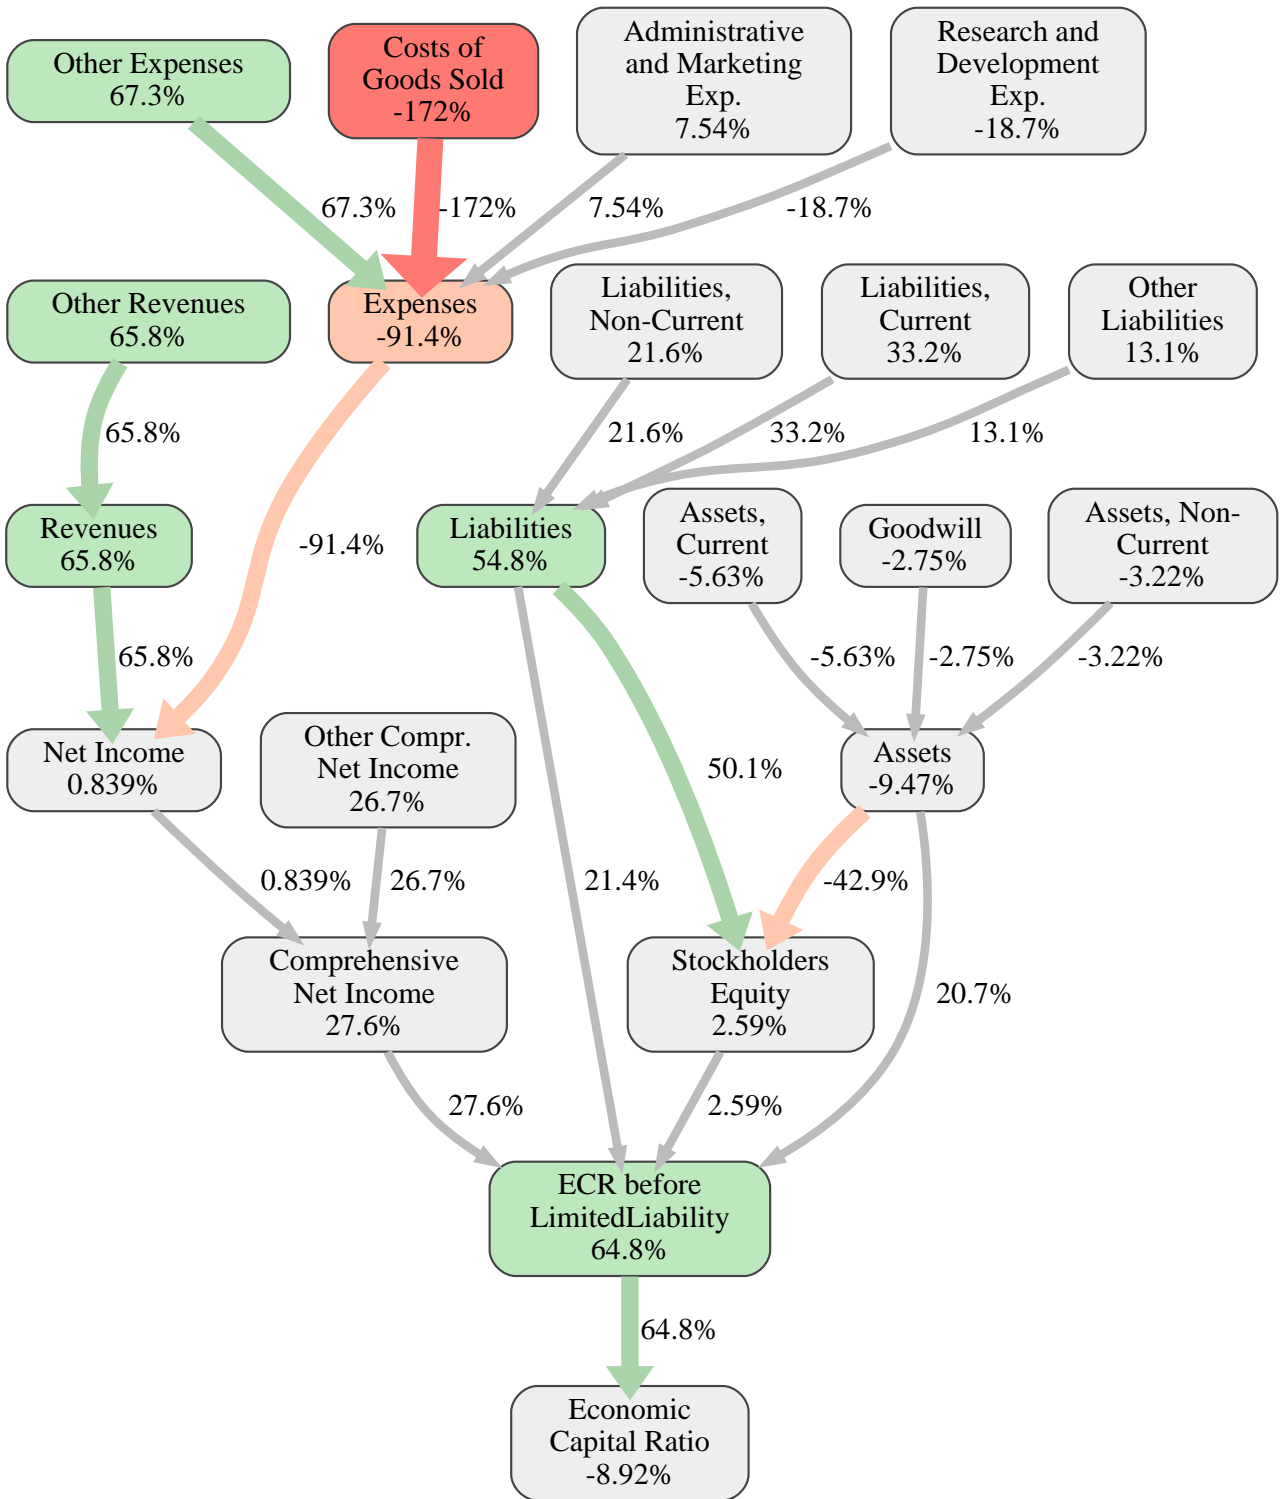 Other Expenses
67.3%
Costs of
Goods Sold
-172%
Administrative
and Marketing
Exp.
7.54%
Research and
Development
Exp.
-18.7%
67.3%
-172%
7.54%
-18.7%
Other Revenues
65.8%
Expenses
-91.4%
Liabilities,
Non-Current
21.6%
Liabilities,
Current
33.2%
Other
Liabilities
13.1%
65.8%
21.6%
33.2%
13.1%
Revenues
65.8%
-91.4%
Liabilities
54.8%
Assets,
Current
-5.63%
Goodwill
-2.75%
Assets, Non-
Current
-3.22%
65.8%
-5.63%
-2.75%
-3.22%
Net Income
0.839%
Other Compr.
Net Income
26.7%
50.1%
Assets
-9.47%
0.839%
26.7%
21.4%
-42.9%
Comprehensive
Net Income
27.6%
Stockholders
Equity
2.59%
20.7%
27.6%
2.59%
ECR before
LimitedLiability
64.8%
64.8%
Economic
Capital Ratio
-8.92%